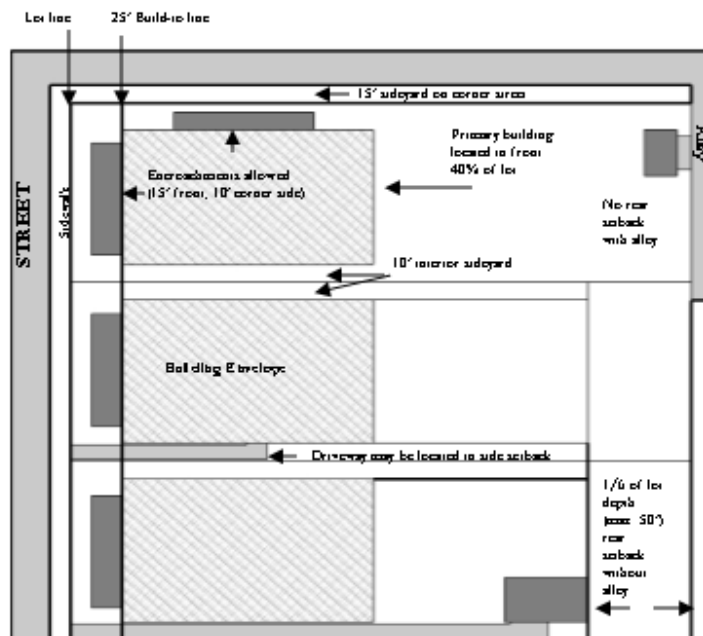 Lot line
25' Build-to line
15' sideyard on corner sites
Primary building
located in front
40% of lot
Alley
Encroachments allowed
(15' front, 10' corner side)
STREET
Sidewalk
No rear
setback
with alley
10' interior sideyard
Building Envelope
Driveway may be located in side setback
1/6 of lot
depth
50')
rear
setback
without
alley